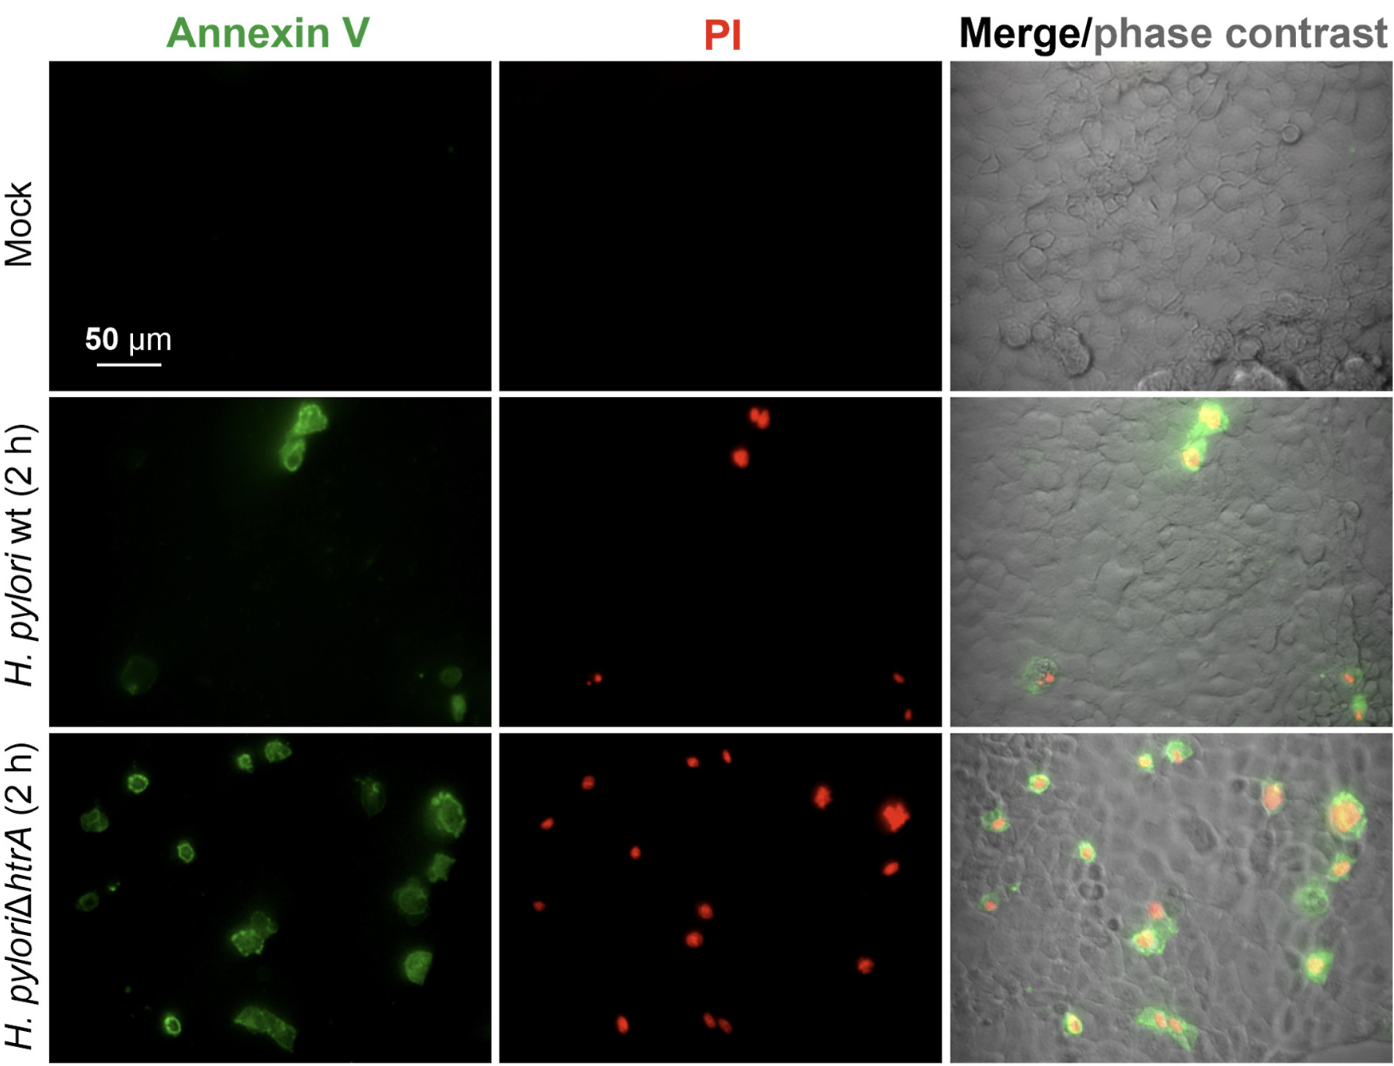 Annexin V
PI
Merge/phase contrast
Mock
50 µm
H. pylori wt (2 h)
H. pyloriΔhtrA (2 h)